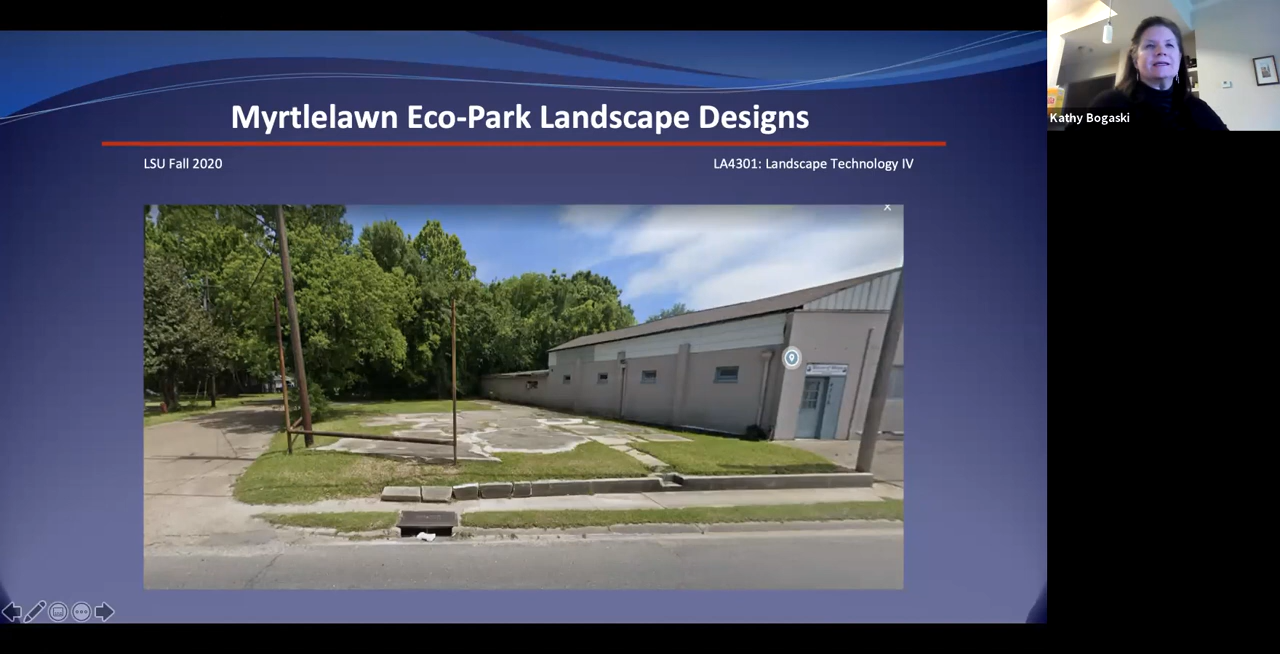 Myrtlelawn Eco-Park Landscape Designs
LSU Fall 2020
LA4301: Landscape Technology IV
Kathy Bogaski